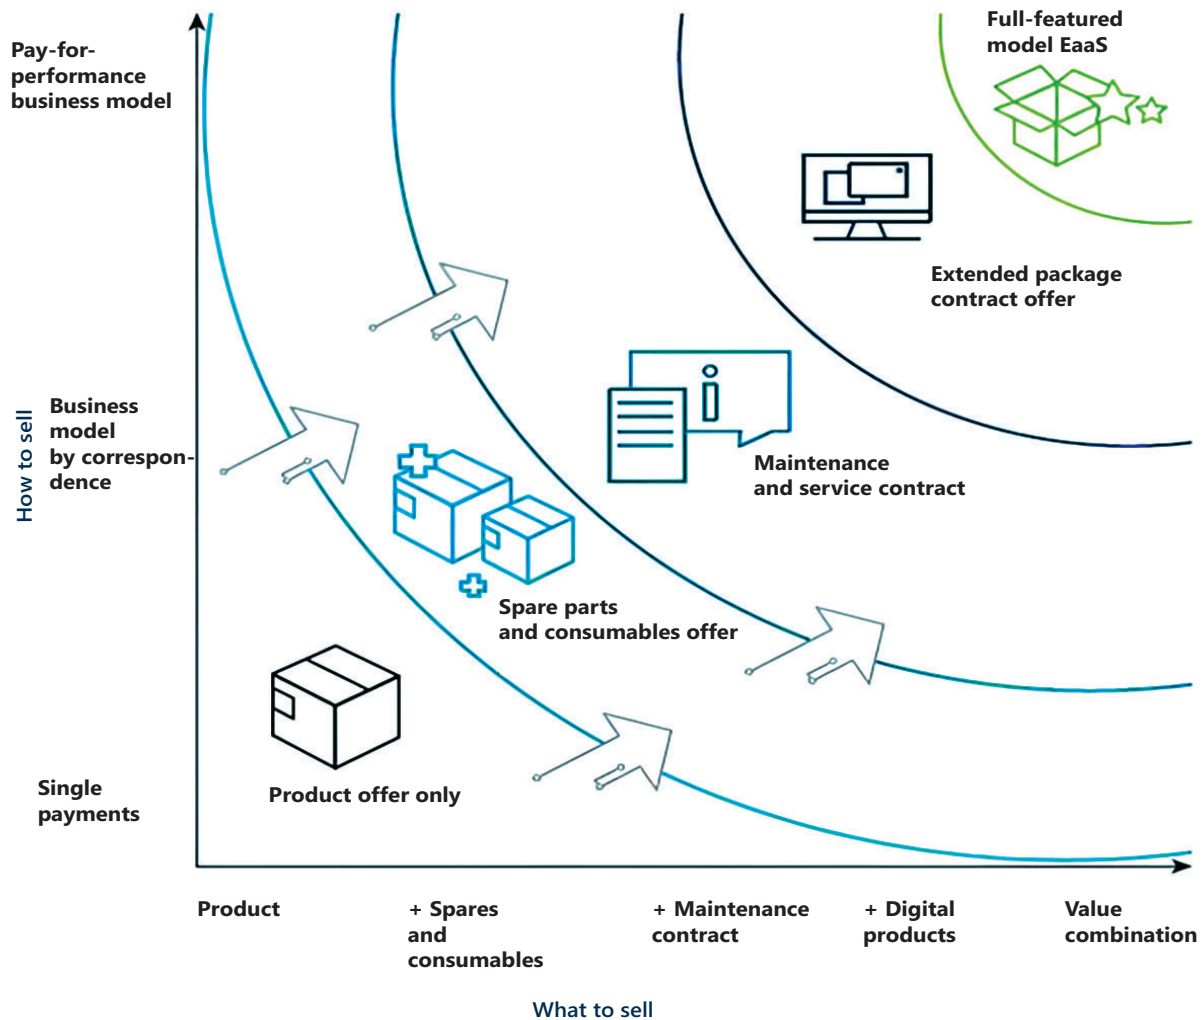 Full-featured
model EaaS
Pay-for-
performance
business model
Extended package
contract offer
How to sell
Business
model
by correspon-
dence
Maintenance
and service contract
Spare parts
and consumables offer
Single
payments
Product offer only
Product
+ Spares
and
consumables
+ Maintenance
contract
+ Digital
products
Value
combination
What to sell